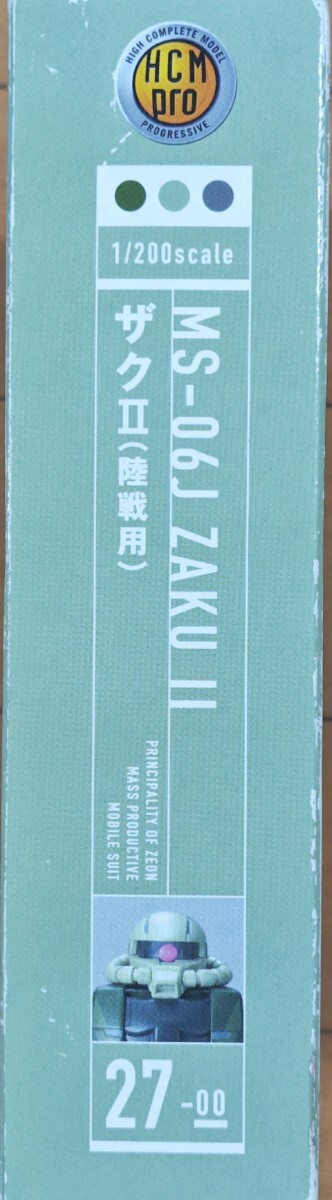 HIGH COMPLETE MODEL
HCM
pro
PROGRESSIVE
1/200scale
MS-06J ZAKU II
ザクⅡ(陸戦用)
PRINCIPALITY OF ZEON
MASS PRODUCTIVE
MOBILE SUIT
27-00